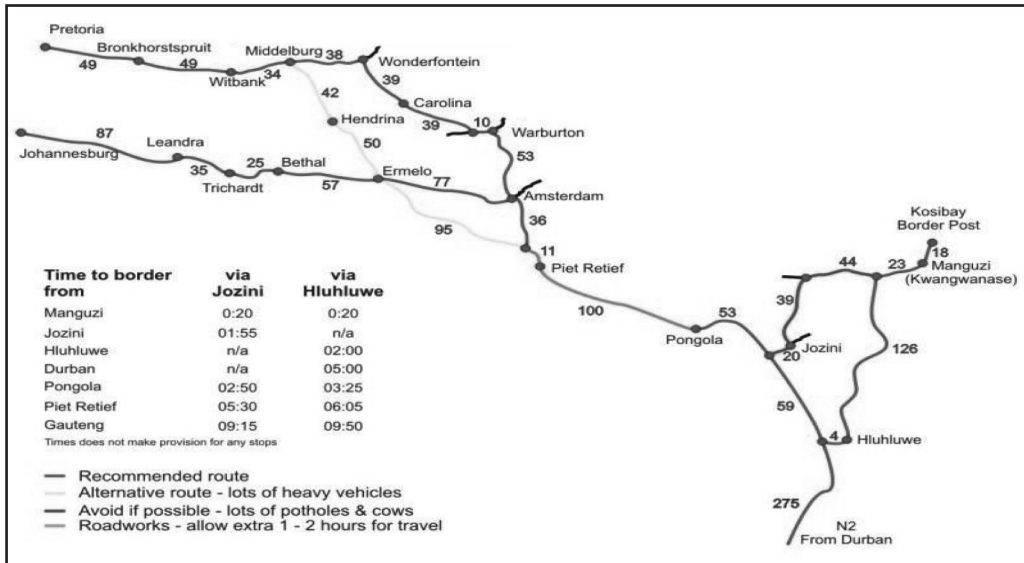 Pretoria
Bronkhorstspruit
Middelburg
38
Wonderfontein
49
49
Witbank
34
39
42
Carolina
Hendrina
39
10
Warburton
87
Leandra
50
53
Johannesburg
25
Bethal
Ermelo
35
Trichardt
57
77
Amsterdam
36
95
11
Piet Retief
Kosibay
Border Post
18
44
23
Manguzi
(Kwangwanase)
39
100
53
Pongola
Jozini
20
126
59
4
Hluhluwe
275
N2
From Durban
Time to border from via Jozini via Hluhluwe
Manguzi 0:20 0:20
Jozini 01:55 n/a
Hluhluwe n/a 02:00
Durban n/a 05:00
Pongola 02:50 03:25
Piet Retief 05:30 06:05
Gauteng 09:15 09:50
Times does not make provision for any stops
Recommended route
Alternative route - lots of heavy vehicles
Avoid if possible - lots of potholes & cows
Roadworks - allow extra 1 - 2 hours for travel